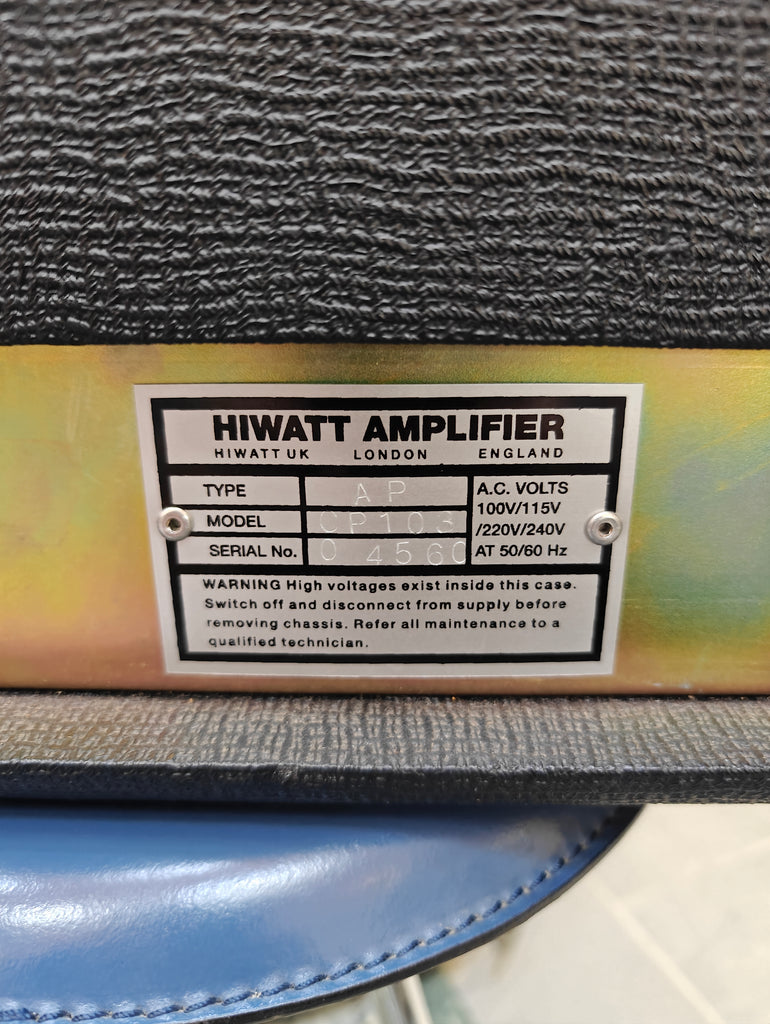 HIWATT AMPLIFIER
HIWATT UK LONDON ENGLAND
TYPE AP
MODEL CP103
SERIAL No. 0 4560
A.C. VOLTS
100V/115V
/220V/240V
AT 50/60 Hz
WARNING High voltages exist inside this case.
Switch off and disconnect from supply before
removing chassis. Refer all maintenance to a
qualified technician.